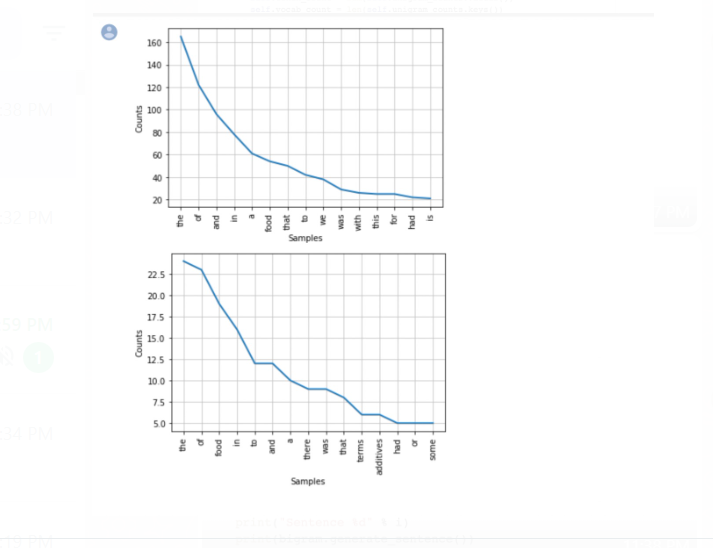 160
140
120
100
80
60
40
20
Counts
the of and in a food that to we was with this for had is
Samples
22.5
20.0
17.5
15.0
12.5
10.0
7.5
5.0
Counts
the of food in to and a there was that terms additives had or some
Samples